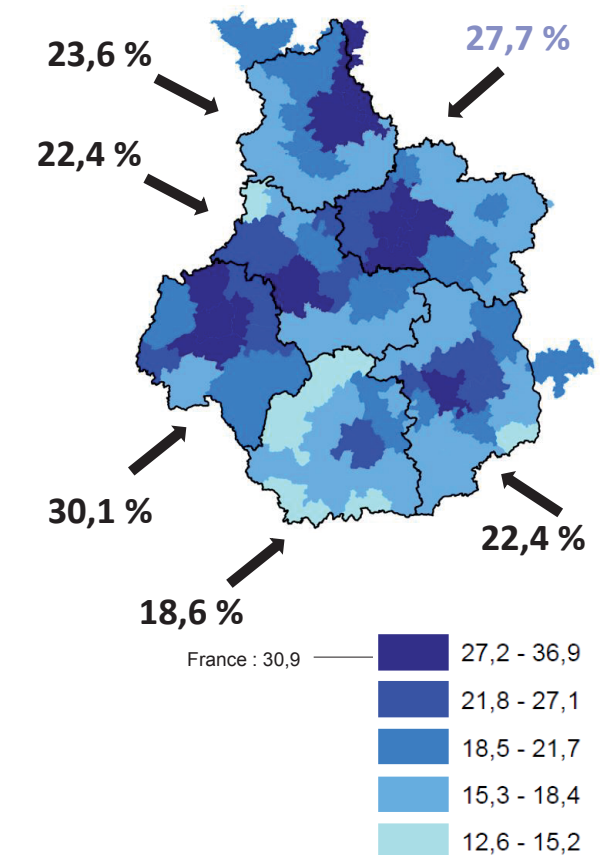 27,7 %
23,6 %
22,4 %
30,1 %
22,4 %
18,6 %
France : 30,9
27,2 - 36,9
21,8 - 27,1
18,5 - 21,7
15,3 - 18,4
12,6 - 15,2